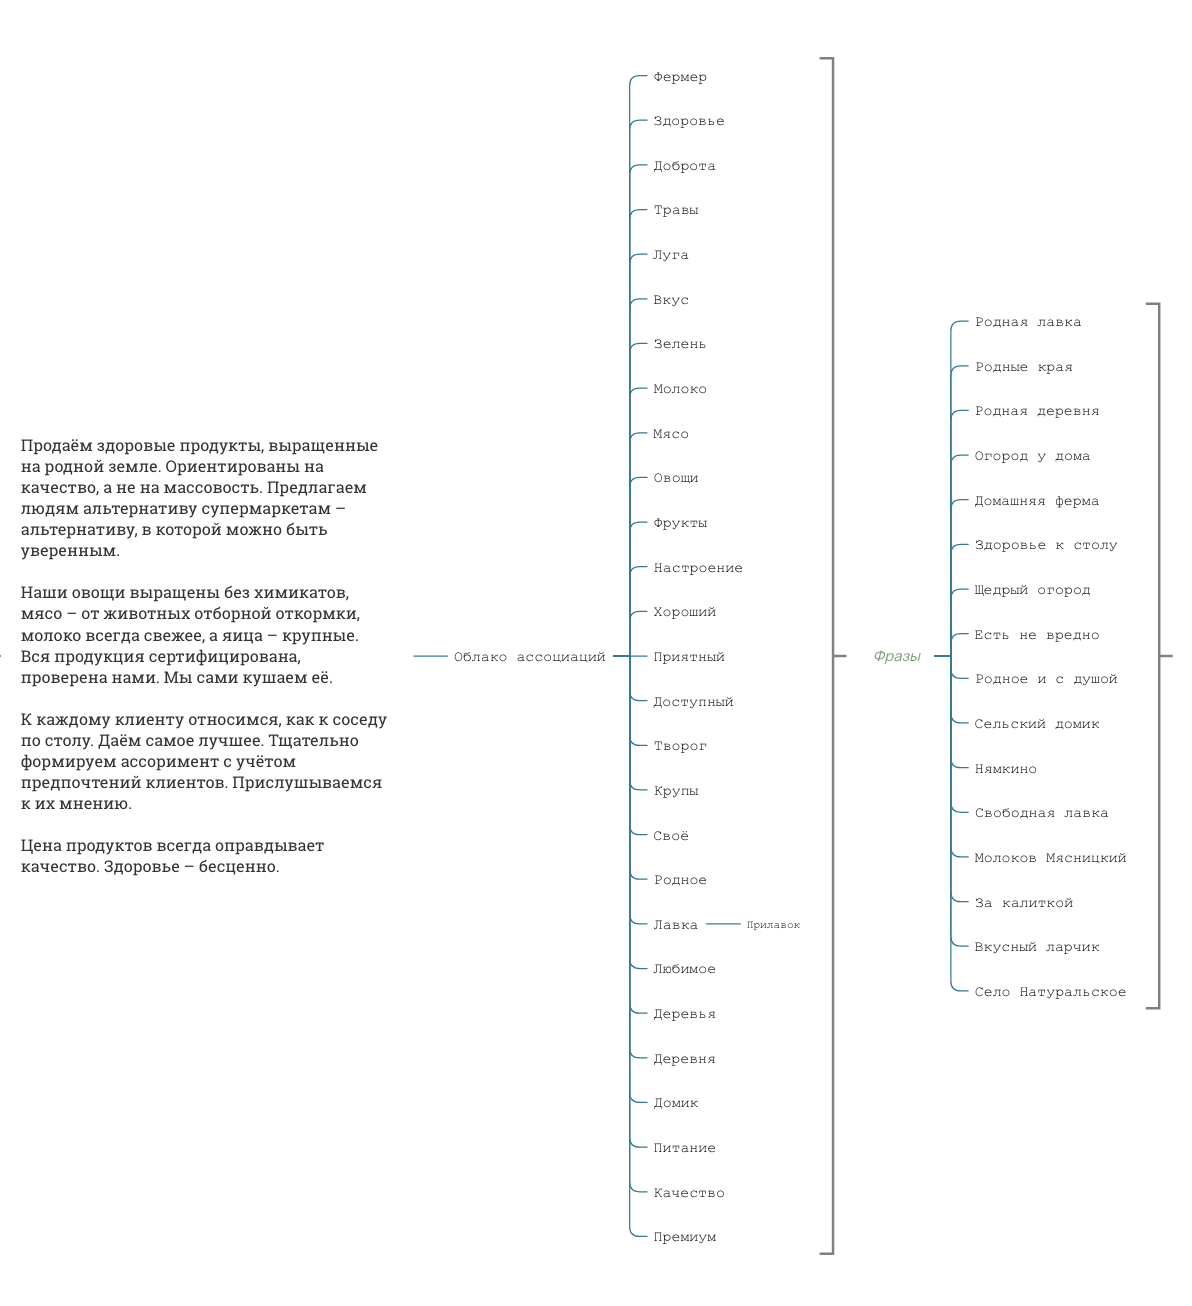 Продаём здоровые продукты, выращенные
на родной земле. Ориентированы на
качество, а не на массовость. Предлагаем
людям альтернативу супермаркетам –
альтернативу, в которой можно быть
уверенным.
Наши овощи выращены без химикатов,
мясо – от животных отборной откормки,
молоко всегда свежее, а яица – крупные.
Вся продукция сертифицирована,
проверена нами. Мы сами кушаем её.
К каждому клиенту относимся, как к соседу
по столу. Даём самое лучшее. Тщательно
формируем ассоримент с учётом
предпочтений клиентов. Прислушываемся
к их мнению.
Цена продуктов всегда оправдывает
качество. Здоровье – бесценно.
Облако ассоциаций
Фермер
Здоровье
Доброта
Травы
Луга
Вкус
Зелень
Молоко
Мясо
Овощи
Фрукты
Настроение
Хороший
Приятный
Доступный
Творог
Крупы
Своё
Родное
Лавка
Прилавок
Любимое
Деревья
Деревня
Домик
Питание
Качество
Премиум
Фразы
Родная лавка
Родные края
Родная деревня
Огород у дома
Домашняя ферма
Здоровье к столу
Щедрый огород
Есть не вредно
Родное и с душой
Сельский домик
Нямкино
Свободная лавка
Молоков Мясницкий
За калиткой
Вкусный ларчик
Село Натуральское